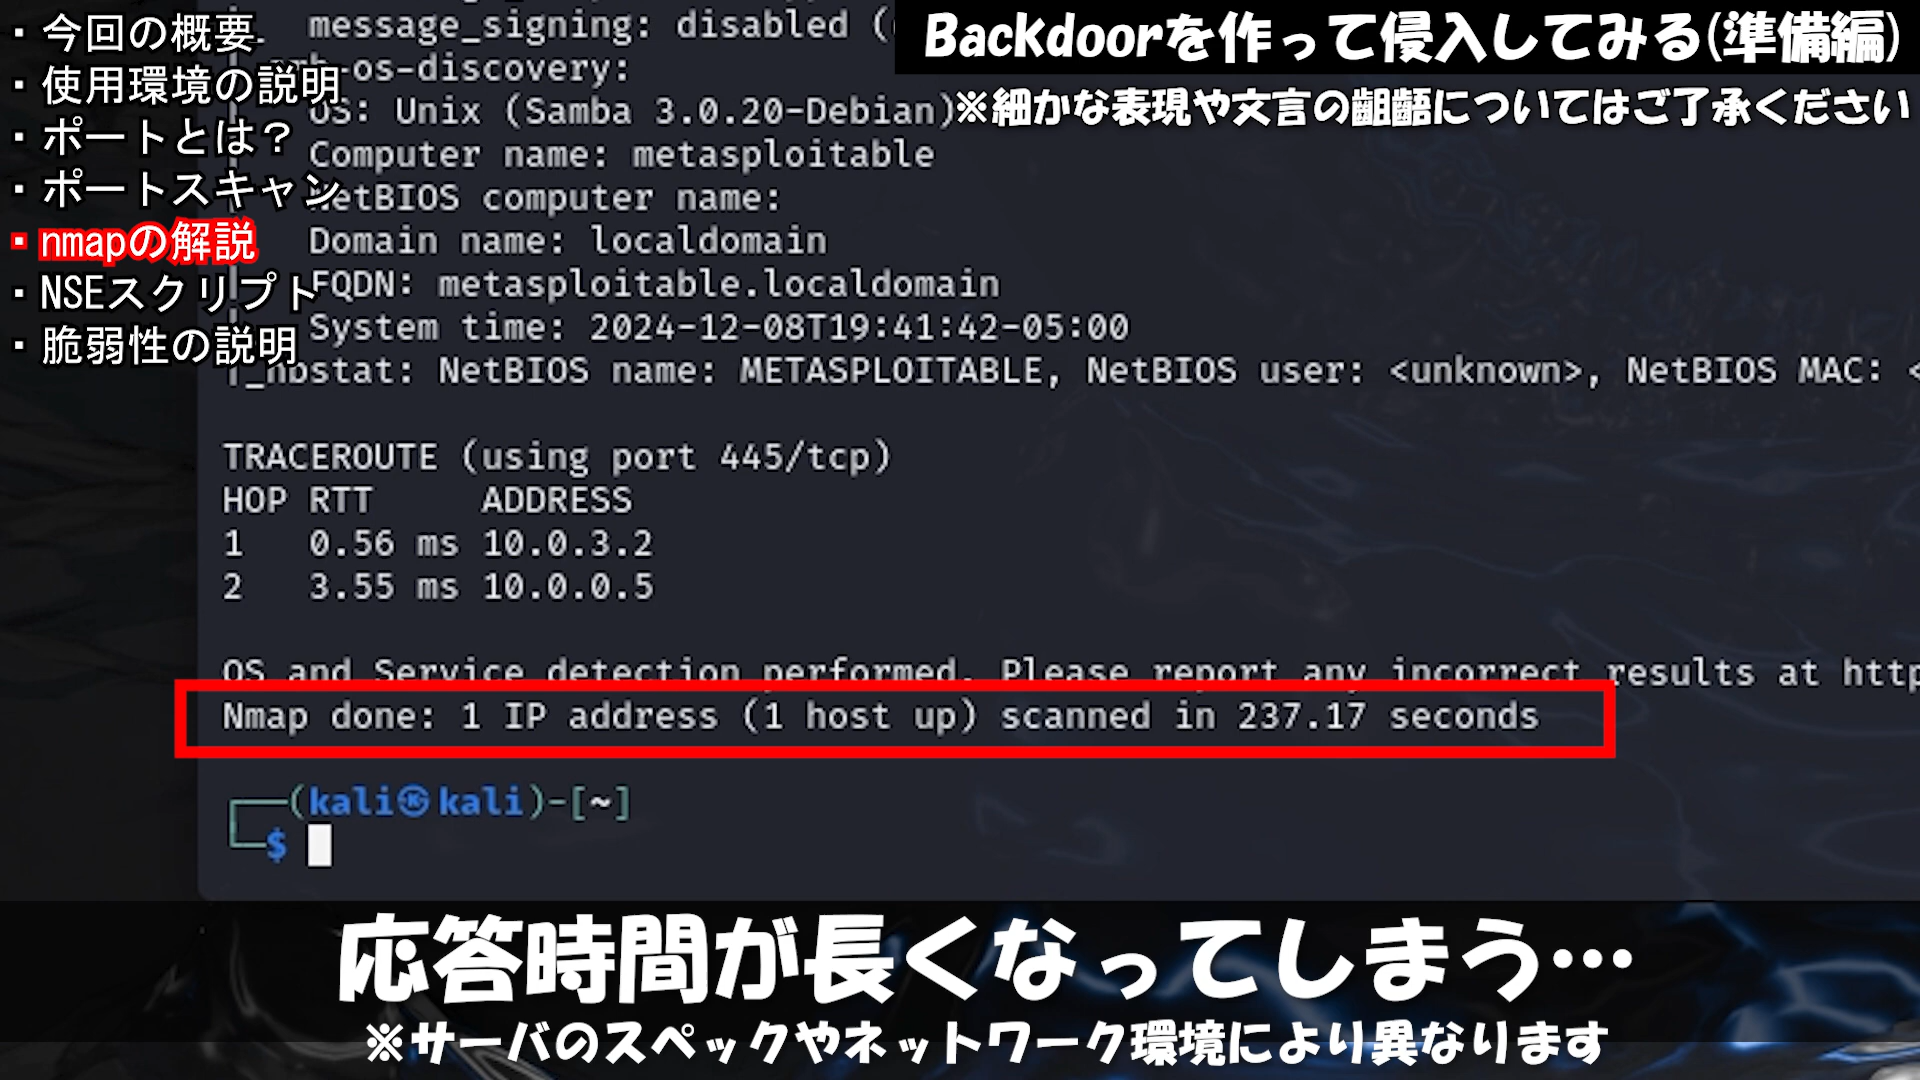 ・今回の概要
・使用環境の説明
・ポートとは？
・ポートスキャン
・nmapの解説
・NSEスクリプト
・脆弱性の説明
Backdoorを作って侵入してみる(準備編)
※細かな表現や文言の齟齬についてはご了承ください
message_signing: disabled (
-os-discovery:
OS: Unix (Samba 3.0.20-Debian)
Computer name: metasploitable
NetBIOS computer name:
Domain name: localdomain
FQDN: metasploitable.localdomain
System time: 2024-12-08T19:41:42-05:00
|_nbstat: NetBIOS name: METASPLOITABLE, NetBIOS user: <unknown>, NetBIOS MAC: <
TRACEROUTE (using port 445/tcp)
HOP RTT ADDRESS
1 0.56 ms 10.0.3.2
2 3.55 ms 10.0.0.5
OS and Service detection performed. Please report any incorrect results at http
Nmap done: 1 IP address (1 host up) scanned in 237.17 seconds
┌──(kali㉿kali)-[~]
└─$
応答時間が長くなってしまう…
※サーバのスペックやネットワーク環境により異なります